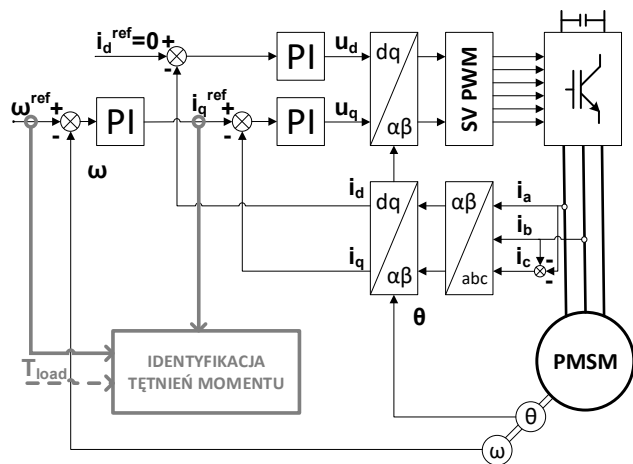 i_d^ref=0
+
-
PI
u_d
dq
αβ
SV PWM
ω^ref
+
-
ω
PI
i_q^ref
+
-
PI
u_q
i_d
i_q
dq
αβ
αβ
abc
i_a
i_b
i_c
-
-
θ
T_load
IDENTYFIKACJA
TĘTNIEŃ MOMENTU
PMSM
θ
ω